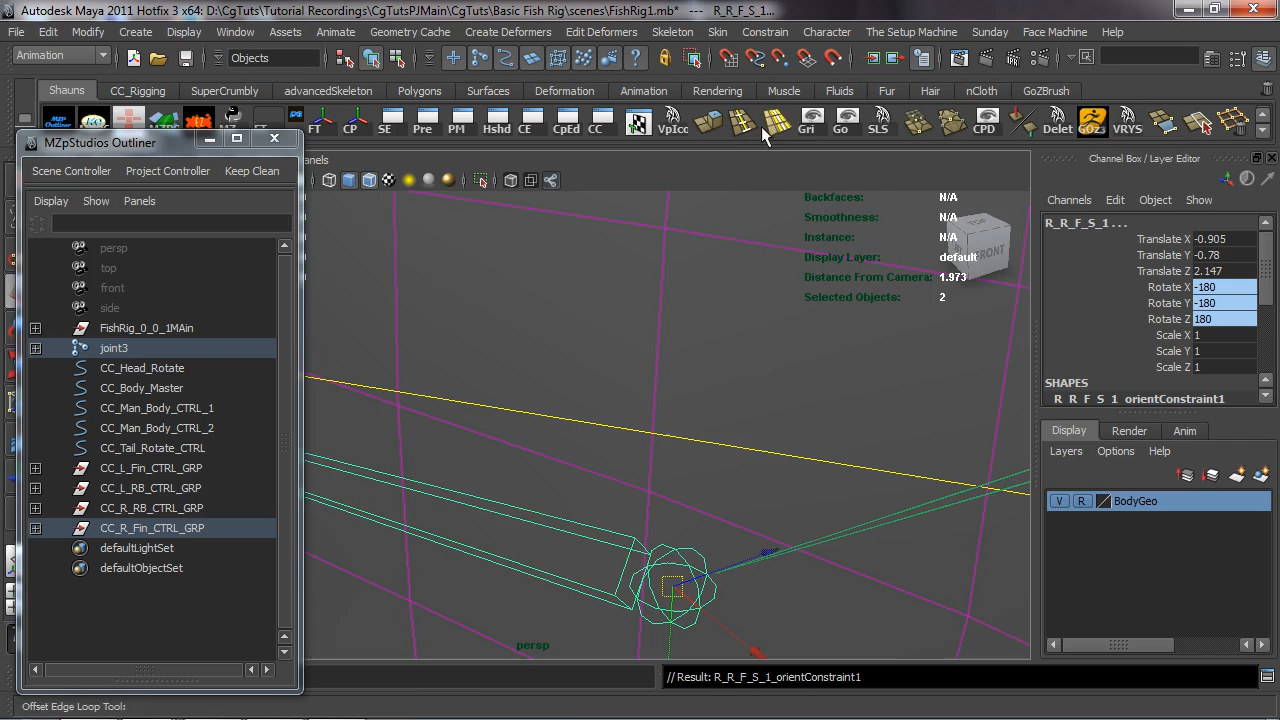 Autodesk Maya 2011 Hotfix 3 x64: D:\CgTuts\Tutorial Recordings\CgTutsPJMain\CgTuts\Basic Fish Rig\scenes\FishRig1.mb* --- R_R_F_S_1...
File Edit Modify Create Display Window Assets Animate Geometry Cache Create Deformers Edit Deformers Skeleton Skin Constrain Character The Setup Machine Sunday Face Machine Help
Animation Objects
Shauns CC_Rigging SuperCrumbly advancedSkeleton Polygons Surfaces Deformation Animation Rendering Muscle Fluids Fur Hair nCloth GoZBrush
FT CP SE Pre PM Hshd CE CpEd CC VpIcc Gri Go SLS CPD Delet GOz3 VRYS
MZpStudios Outliner
Scene Controller Project Controller Keep Clean
Display Show Panels
persp
top
front
side
FishRig_0_0_1MAin
joint3
CC_Head_Rotate
CC_Body_Master
CC_Man_Body_CTRL_1
CC_Man_Body_CTRL_2
CC_Tail_Rotate_CTRL
CC_L_Fin_CTRL_GRP
CC_L_RB_CTRL_GRP
CC_R_RB_CTRL_GRP
CC_R_Fin_CTRL_GRP
defaultLightSet
defaultObjectSet
anels
Backfaces: N/A
Smoothness: N/A
Instance: N/A
Display Layer: default
Distance From Camera: 1.973
Selected Objects: 2
TOP
FRONT
persp
Channel Box / Layer Editor
Channels Edit Object Show
R_R_F_S_1 ...
Translate X -0.905
Translate Y -0.78
Translate Z 2.147
Rotate X -180
Rotate Y -180
Rotate Z 180
Scale X 1
Scale Y 1
Scale Z 1
SHAPES
R_R_F_S_1_orientConstraint1
Display Render Anim
Layers Options Help
V R BodyGeo
// Result: R_R_F_S_1_orientConstraint1
Offset Edge Loop Tool: